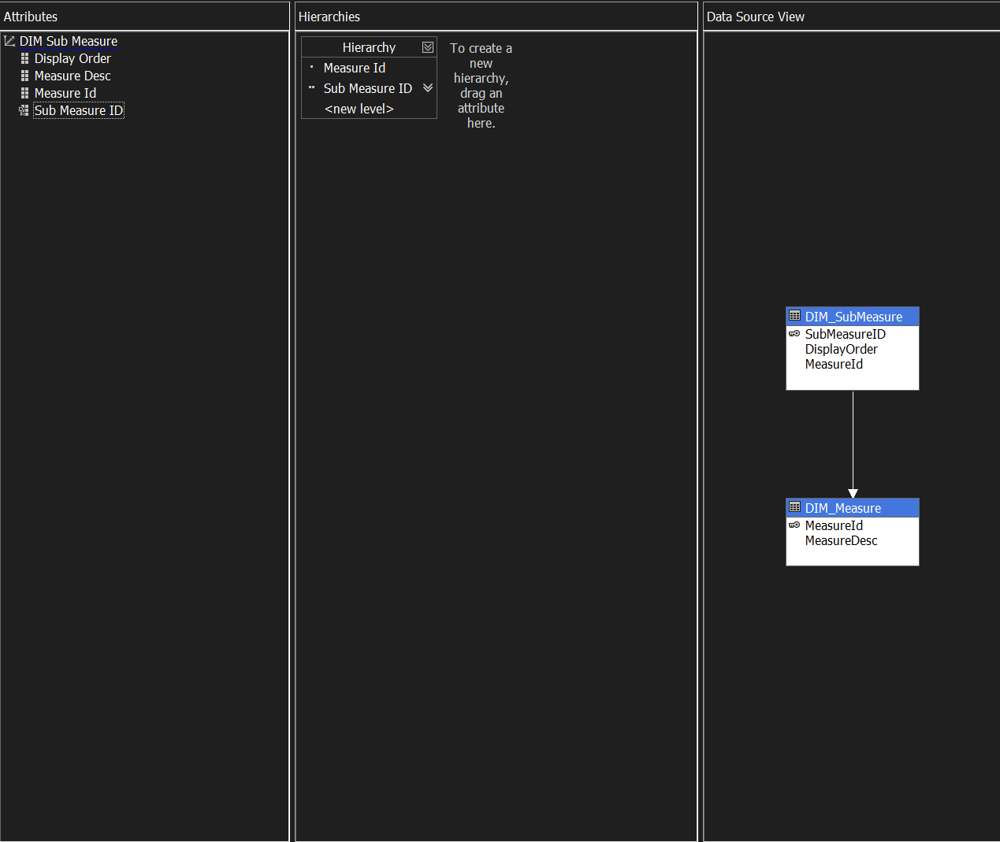 Attributes
DIM Sub Measure
Display Order
Measure Desc
Measure Id
Sub Measure ID
Hierarchies
Hierarchy
Measure Id
Sub Measure ID
<new level>
To create a
new
hierarchy,
drag an
attribute
here.
Data Source View
DIM_SubMeasure
SubMeasureID
DisplayOrder
MeasureId
DIM_Measure
MeasureId
MeasureDesc